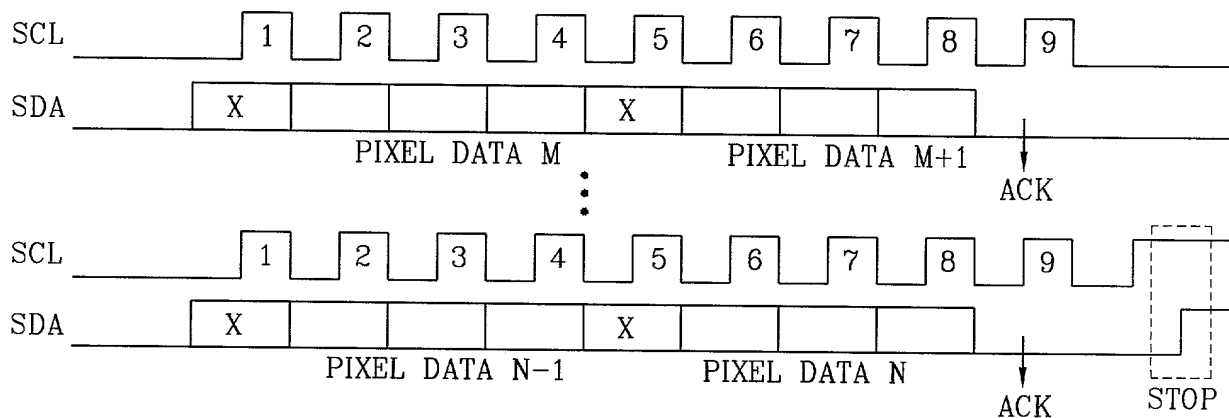 SCL 1 2 3 4 5 6 7 8 9
SDA X X
PIXEL DATA M PIXEL DATA M+1
ACK
SCL 1 2 3 4 5 6 7 8 9
SDA X X
PIXEL DATA N-1 PIXEL DATA N
ACK STOP